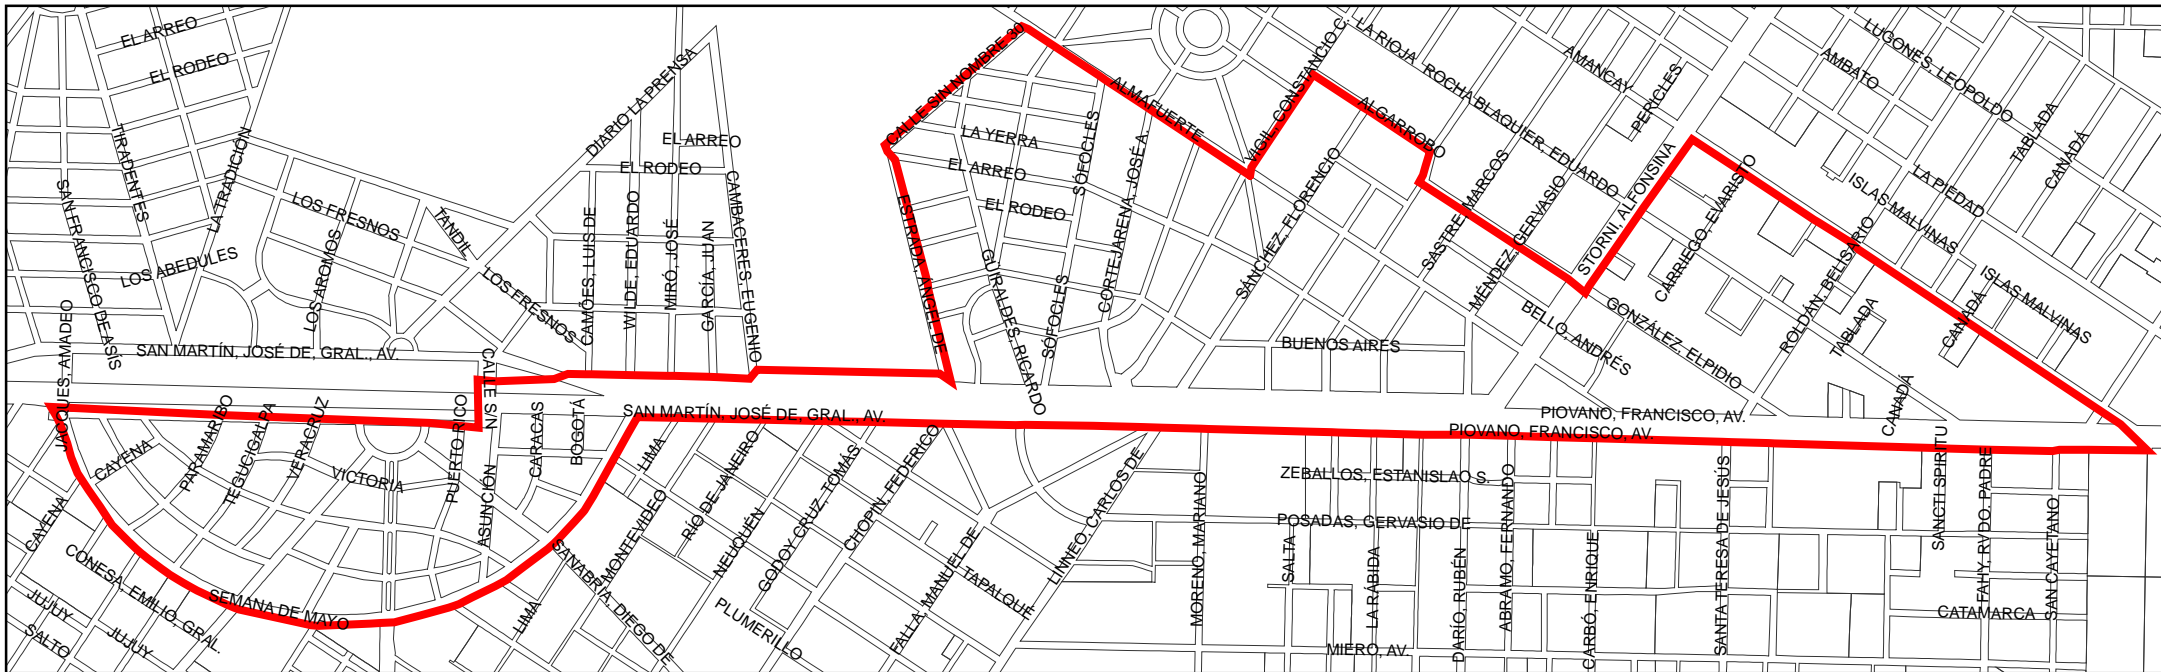 EL ARREO
EL RODEO
TIRADENTES
SAN FRANCISCO DE ASÍS
LA TRADICIÓN
LOS ABEDULES
LOS FRESNOS
LOS AROMOS
TANDIL
LOS FRESNOS
DIARIO LA PRENSA
EL ARREO
EL RODEO
CAMÕES, LUIS DE
WILDE, EDUARDO
MIRÓ, JOSÉ
GARCÍA, JUAN
CAMBACERES, EUGENIO
CALLE SIN NOMBRE 30
LA YERRA
EL ARREO
EL RODEO
SÓFOCLES
SÓFOCLES
ESTRADA, ÁNGEL DE
GÜIRALDES, RICARDO
CORTEJARENA, JOSÉ A.
ALMAFUERTE
VIGIL, CONSTANCIO C.
ALGARROBO
SÁNCHEZ, FLORENCIO
LA RIOJA
ROCHA BLAQUIER, EDUARDO
AMANCAY
PERICLES
SASTRE, MARCOS
MÉNDEZ, GERVASIO
STORNI, ALFONSINA
CARRIEGO, EVARISTO
LUGONES, LEOPOLDO
AMBATO
TABLADA
CANADÁ
LA PIEDAD
ISLAS MALVINAS
ISLAS MALVINAS
ROLDÁN, BELISARIO
TABLADA
CANADÁ
CANADÁ
BELLO, ANDRÉS
GONZÁLEZ, ELPIDIO
BUENOS AIRES
JACQUES, AMADEO
SAN MARTÍN, JOSÉ DE, GRAL., AV.
CALLE S/N
SAN MARTÍN, JOSÉ DE, GRAL., AV.
PIOVANO, FRANCISCO, AV.
PIOVANO, FRANCISCO, AV.
CAYENA
CAYENA
PARAMARIBO
TEGUCIGALPA
VERACRUZ
VICTORIA
PUERTO RICO
ASUNCIÓN
CARACAS
BOGOTÁ
LIMA
LIMA
MONTEVIDEO
RÍO DE JANEIRO
NEUQUÉN
GODOY CRUZ, TOMÁS
CHOPIN, FEDERICO
FALLA, MANUEL DE
TAPALQUÉ
LINNEO, CARLOS DE
PLUMERILLO
SANABRIA, DIEGO DE
CONESA, EMILIO, GRAL.
SEMANA DE MAYO
JUJUY
JUJUY
SALTO
MORENO, MARIANO
ZEBALLOS, ESTANISLAO S.
POSADAS, GERVASIO DE
SALTA
LA RÁBIDA
DARÍO, RUBÉN
ABRAMO, FERNANDO
CARBÓ, ENRIQUE
SANTA TERESA DE JESÚS
SANCTI SPIRITU
FAHY, RVDO. PADRE
SAN CAYETANO
CATAMARCA
MIERO, AV.